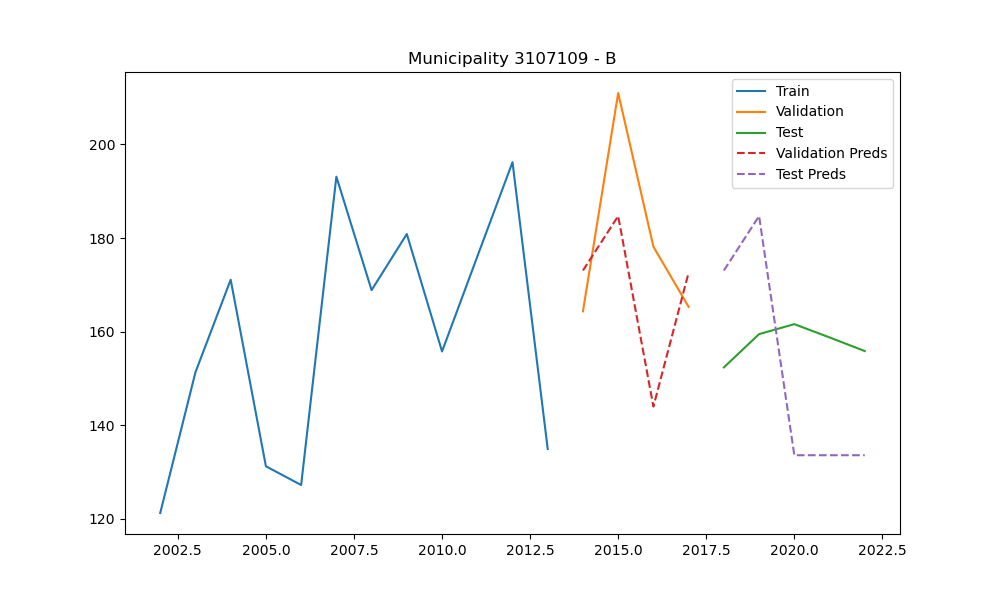 Municipality 3107109 - B
Train
Validation
Test
Validation Preds
Test Preds
200
180
160
140
120
2002.5 2005.0 2007.5 2010.0 2012.5 2015.0 2017.5 2020.0 2022.5